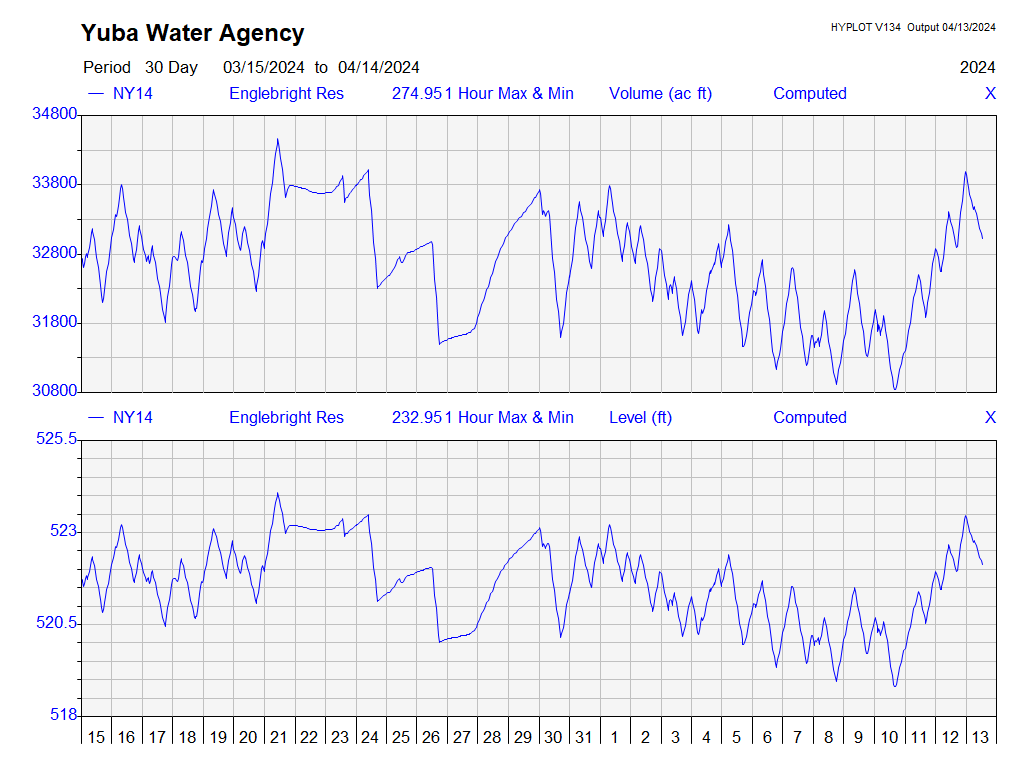 Yuba Water Agency
HYPLOT V134 Output 04/13/2024
Period 30 Day 03/15/2024 to 04/14/2024 2024
NY14 Englebright Res 274.951 Hour Max & Min Volume (ac ft) Computed X
34800
33800
32800
31800
30800
NY14 Englebright Res 232.951 Hour Max & Min Level (ft) Computed X
525.5
523
520.5
518
15 16 17 18 19 20 21 22 23 24 25 26 27 28 29 30 31 1 2 3 4 5 6 7 8 9 10 11 12 13